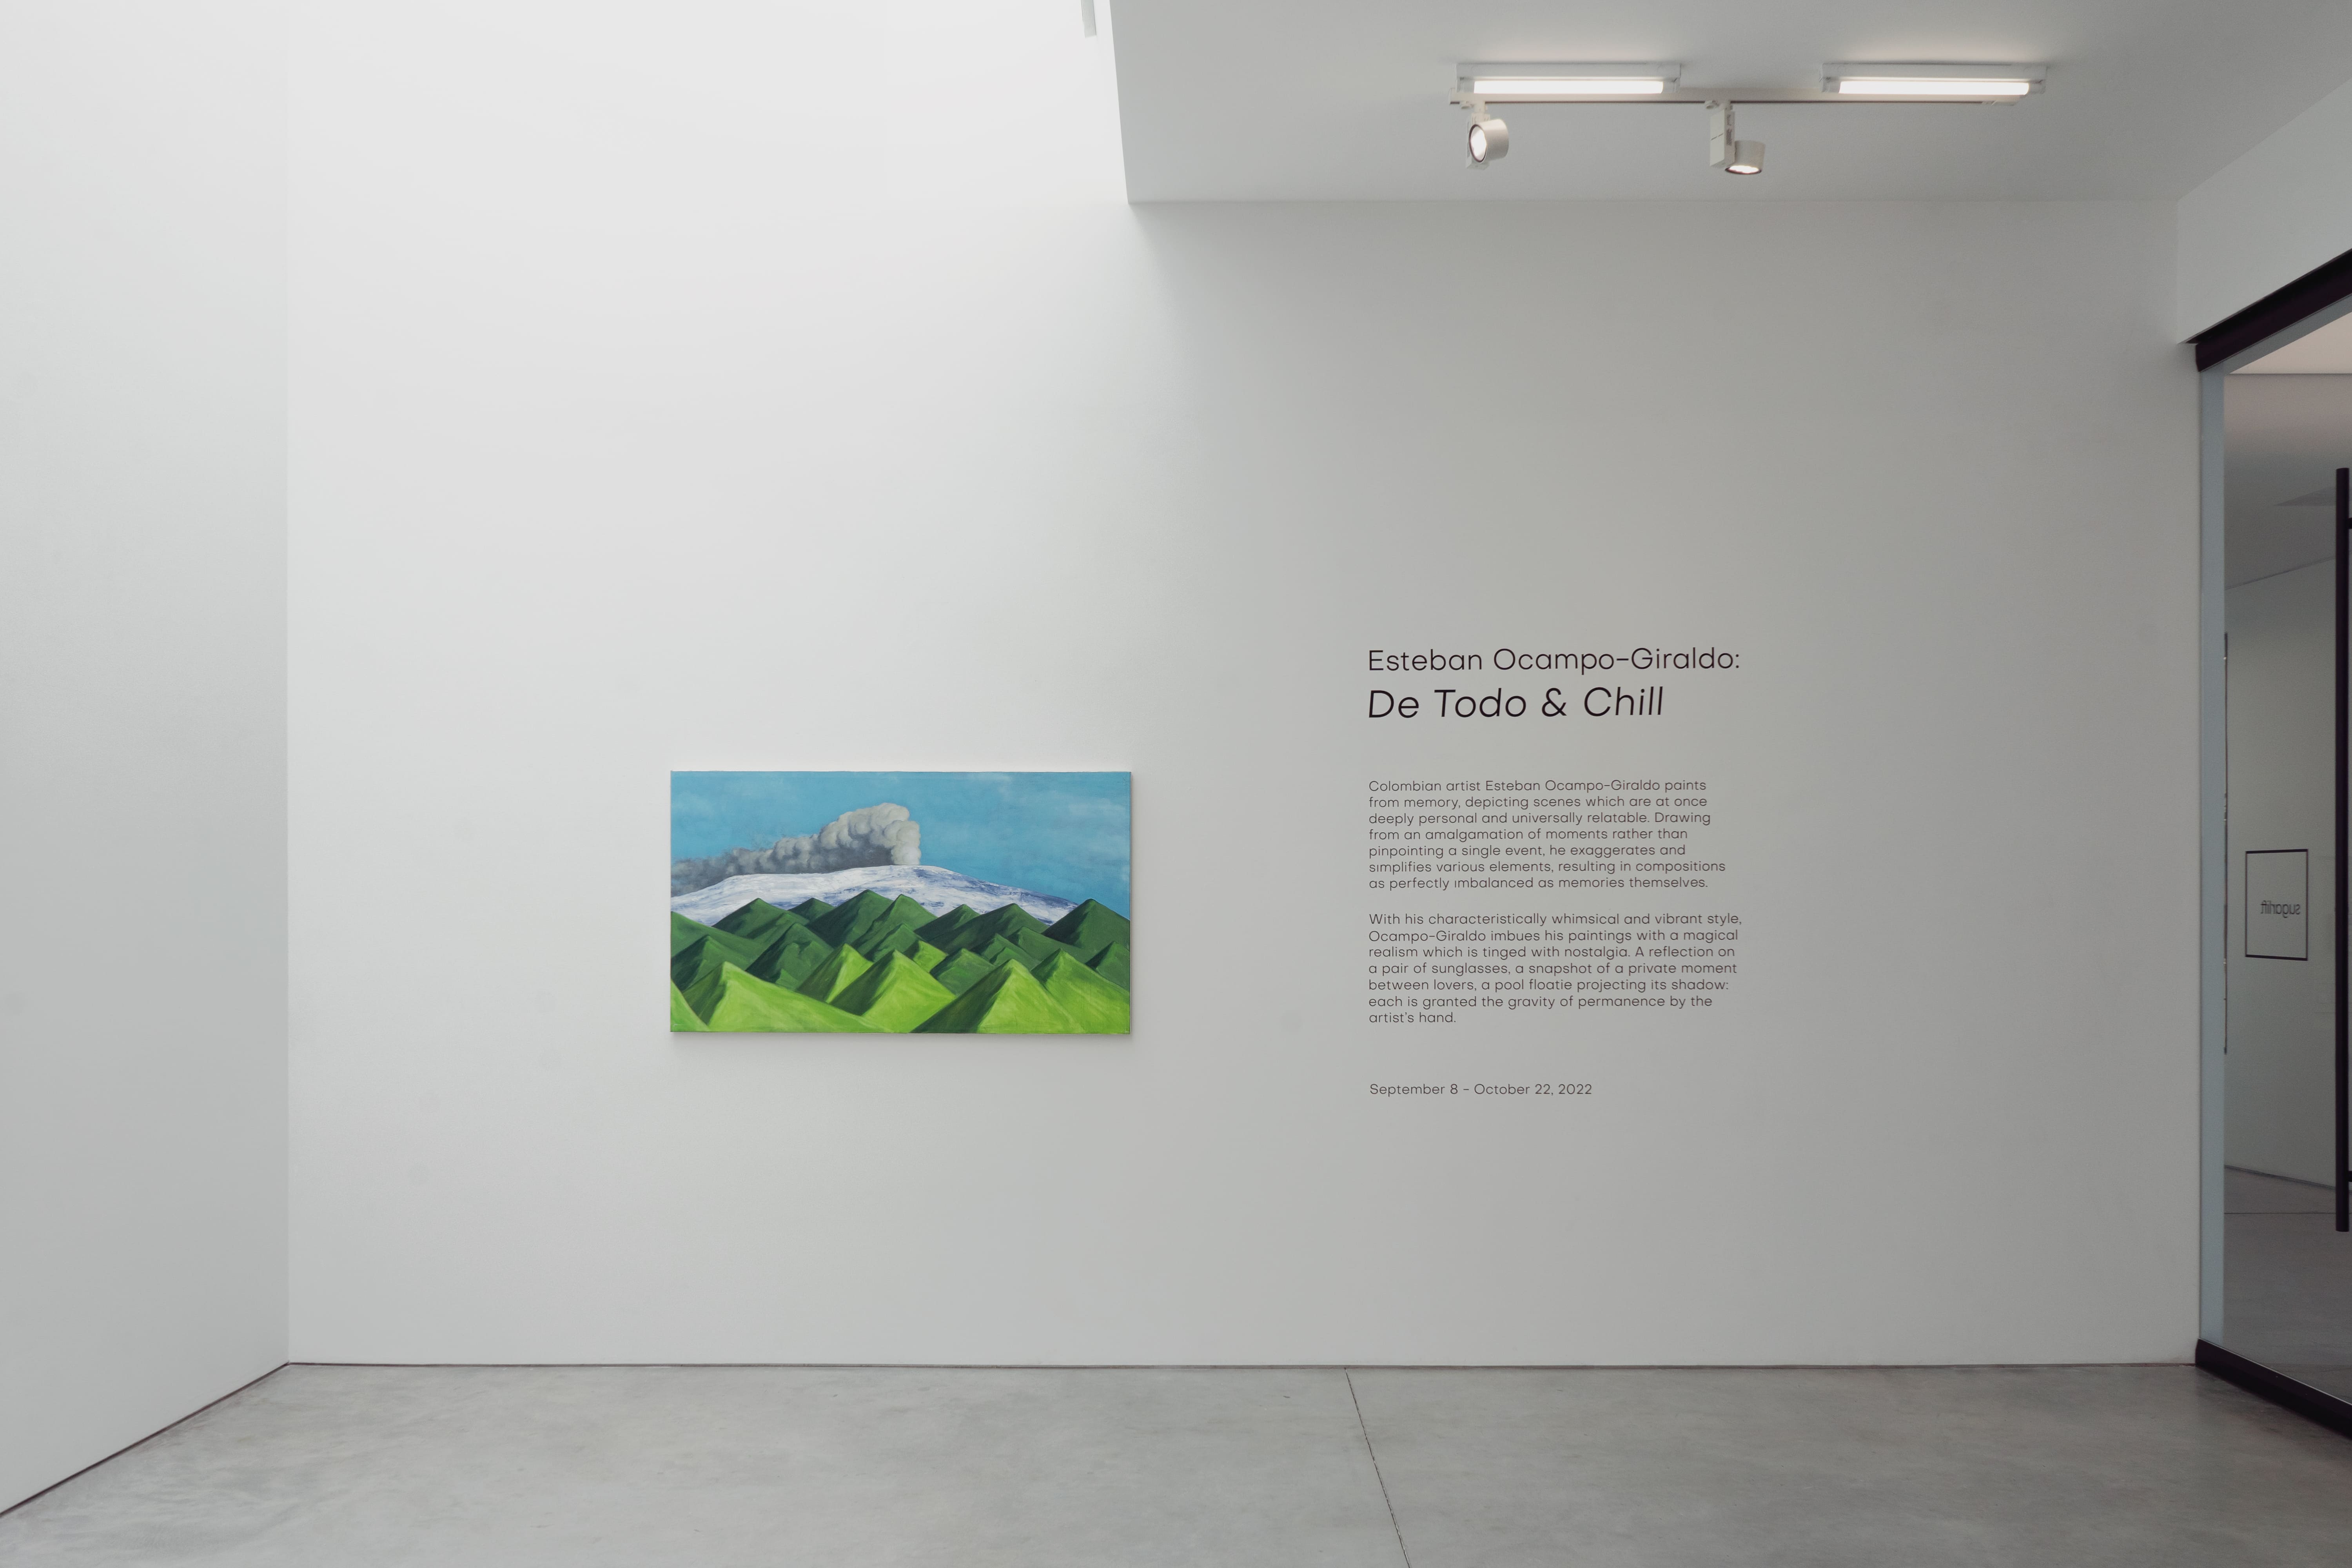 Esteban Ocampo-Giraldo:
De Todo & Chill
Colombian artist Esteban Ocampo-Giraldo paints
from memory, depicting scenes which are at once
deeply personal and universally relatable. Drawing
from an amalgamation of moments rather than
pinpointing a single event, he exaggerates and
simplifies various elements, resulting in compositions
as perfectly imbalanced as memories themselves.
With his characteristically whimsical and vibrant style,
Ocampo-Giraldo imbues his paintings with a magical
realism which is tinged with nostalgia. A reflection on
a pair of sunglasses, a snapshot of a private moment
between lovers, a pool floatie projecting its shadow:
each is granted the gravity of permanence by the
artist's hand.
September 8 - October 22, 2022
sugarlift